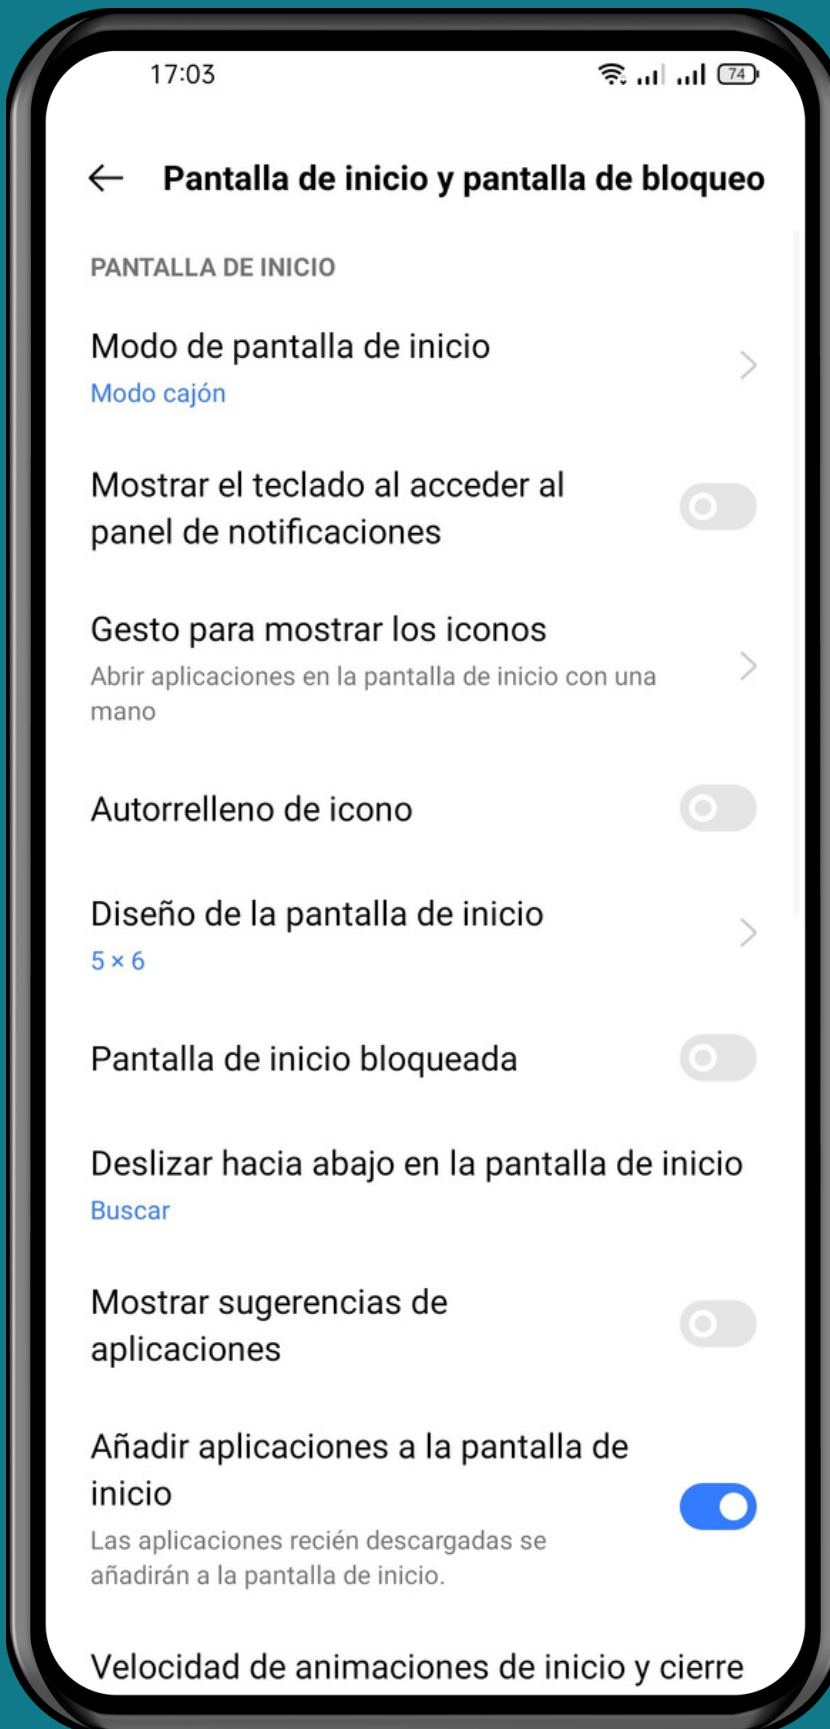 17:03
74
Pantalla de inicio y pantalla de bloqueo
PANTALLA DE INICIO
Modo de pantalla de inicio
Modo cajón
Mostrar el teclado al acceder al
panel de notificaciones
Gesto para mostrar los iconos
Abrir aplicaciones en la pantalla de inicio con una
mano
Autorrelleno de icono
Diseño de la pantalla de inicio
5 × 6
Pantalla de inicio bloqueada
Deslizar hacia abajo en la pantalla de inicio
Buscar
Mostrar sugerencias de
aplicaciones
Añadir aplicaciones a la pantalla de
inicio
Las aplicaciones recién descargadas se
añadirán a la pantalla de inicio.
Velocidad de animaciones de inicio y cierre